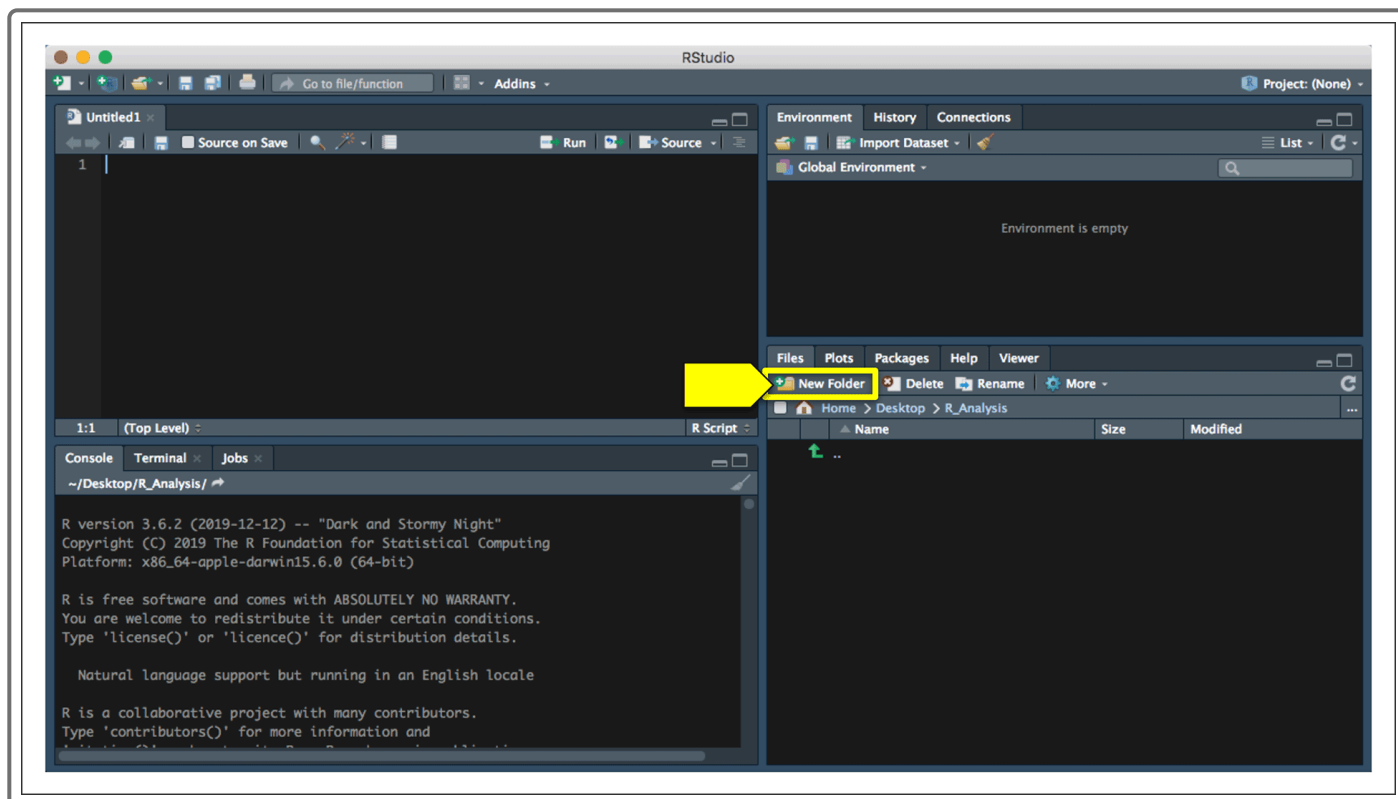 RStudio
Go to file/function
Addins
Project: (None)
Untitled1
Source on Save
Run
Source
1
1:1 (Top Level)
R Script
Console Terminal Jobs
~/Desktop/R_Analysis/
R version 3.6.2 (2019-12-12) -- "Dark and Stormy Night"
Copyright (C) 2019 The R Foundation for Statistical Computing
Platform: x86_64-apple-darwin15.6.0 (64-bit)
R is free software and comes with ABSOLUTELY NO WARRANTY.
You are welcome to redistribute it under certain conditions.
Type 'license()' or 'licence()' for distribution details.
Natural language support but running in an English locale
R is a collaborative project with many contributors.
Type 'contributors()' for more information and
Environment History Connections
Import Dataset
List
Global Environment
Environment is empty
Files Plots Packages Help Viewer
New Folder Delete Rename More
Home Desktop R_Analysis ...
Name Size Modified
..